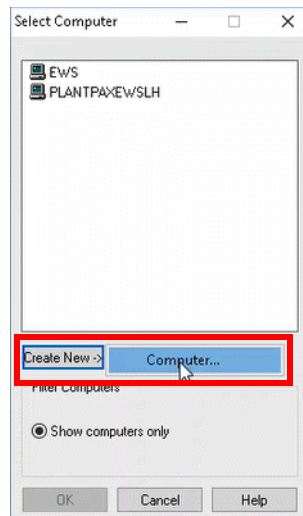 Select Computer
EWS
PLANTPAXEWSLH
Create New -> Computer...
Filter Computers
Show computers only
OK Cancel Help